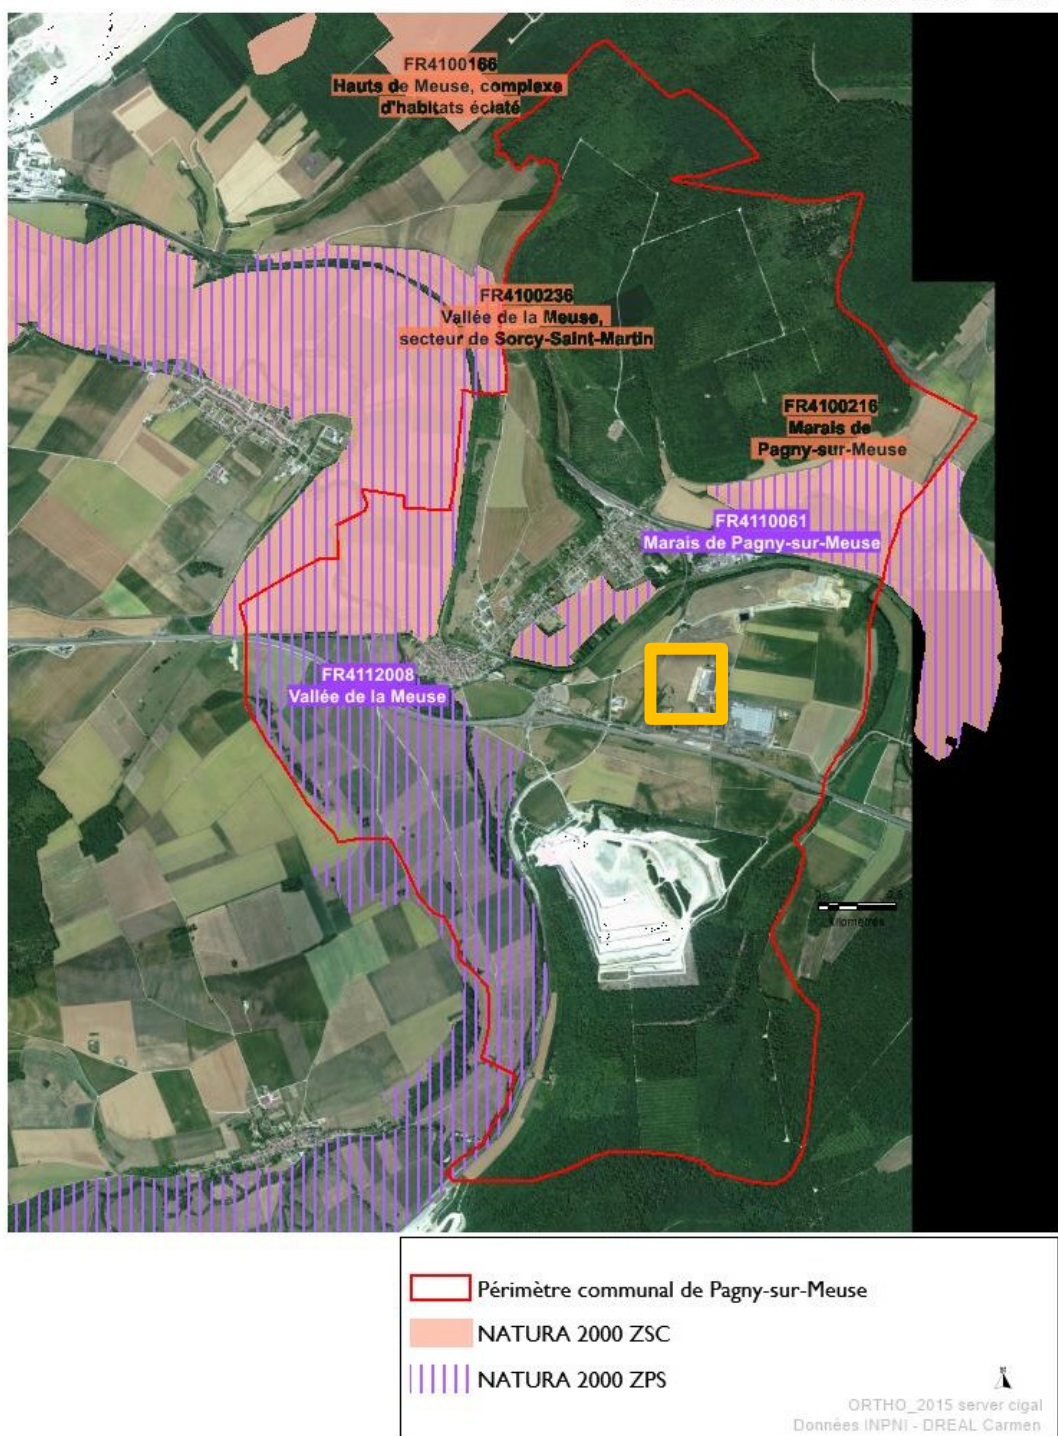 FR4100166
Hauts de Meuse, complexe
d'habitats éclaté
FR4100236
Vallée de la Meuse,
secteur de Sorcy-Saint-Martin
FR4100216
Marais de
Pagny-sur-Meuse
FR4110061
Marais de Pagny-sur-Meuse
FR4112008
Vallée de la Meuse
kilomètres
Périmètre communal de Pagny-sur-Meuse
NATURA 2000 ZSC
NATURA 2000 ZPS
ORTHO_2015 server cigal
Données INPNI - DREAL Carmen